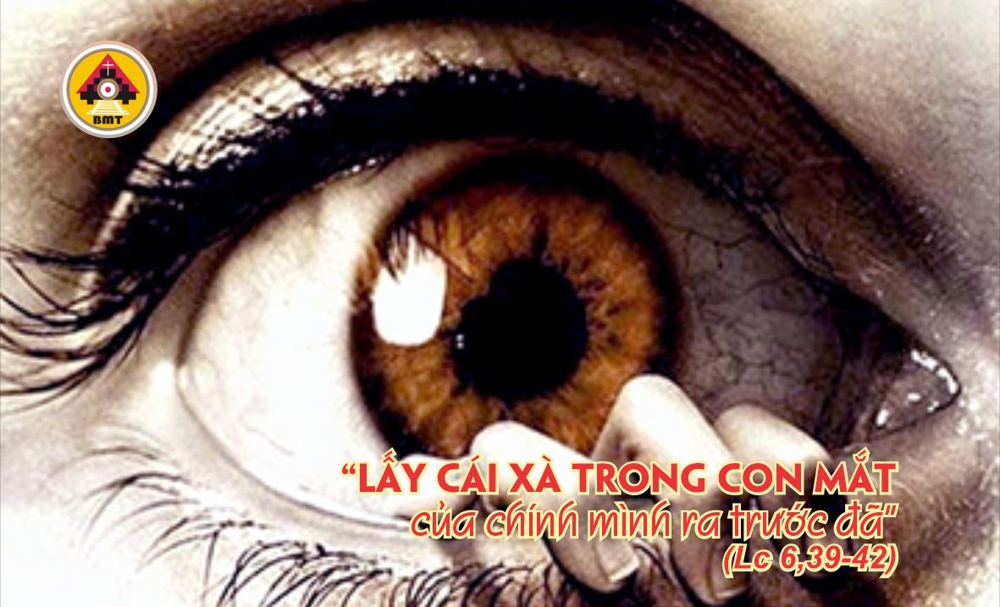 BMT
“LẤY CÁI XÀ TRONG CON MẮT
của chính mình ra trước đã”
(Lc 6,39-42)